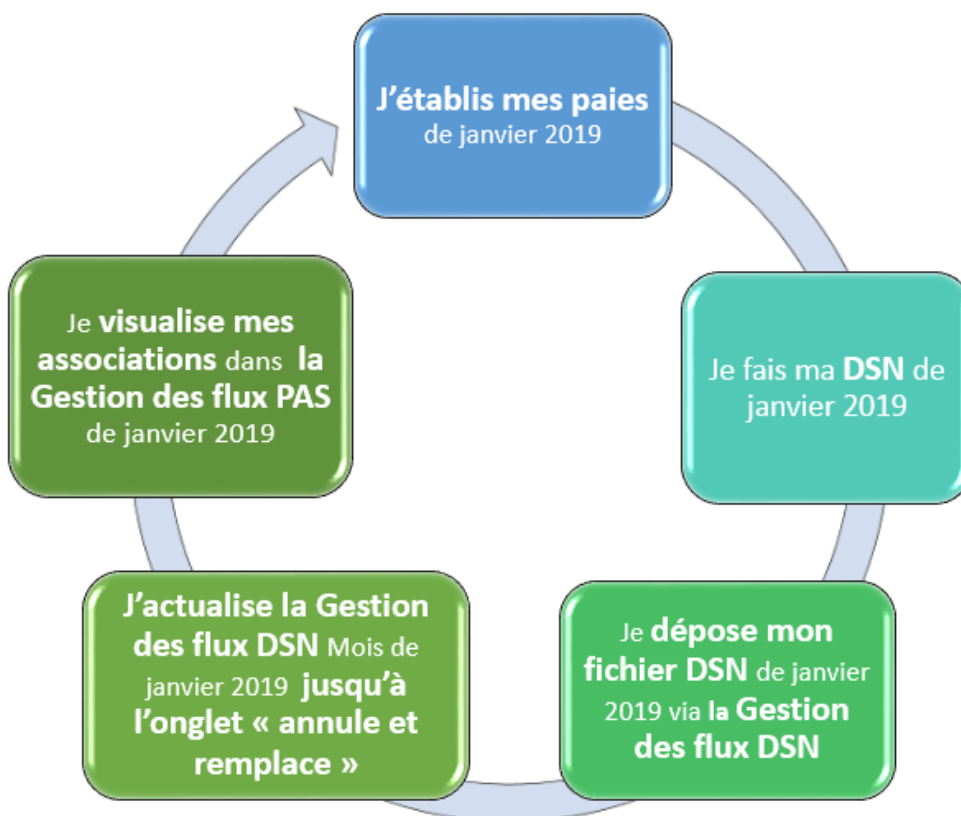 J'établis mes paies
de janvier 2019
Je fais ma DSN de
janvier 2019
Je dépose mon
fichier DSN de janvier
2019 via la Gestion
des flux DSN
J'actualise la Gestion
des flux DSN Mois de
janvier 2019 jusqu'à
l'onglet « annule et
remplace »
Je visualise mes
associations dans la
Gestion des flux PAS
de janvier 2019